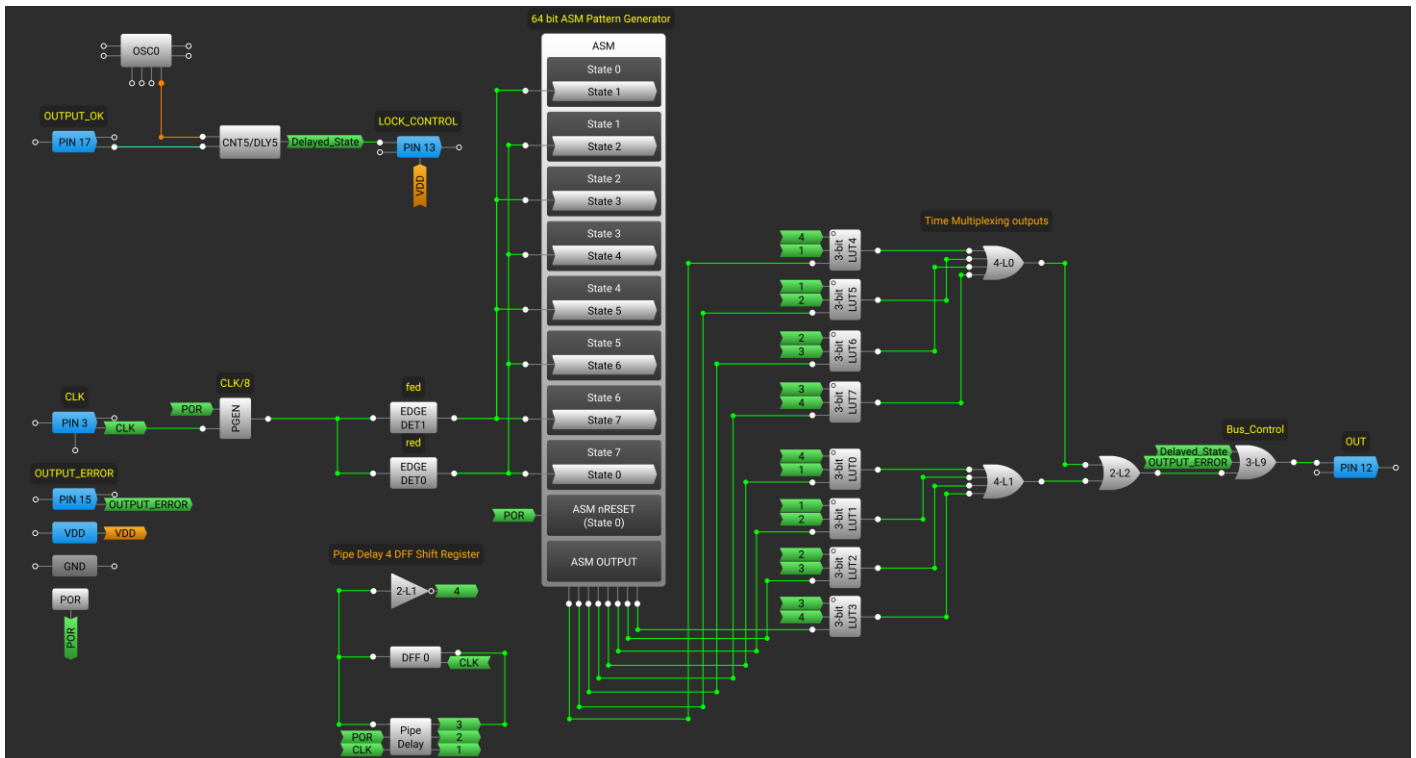 64 bit ASM Pattern Generator
ASM
State 0
State 1
State 1
State 2
State 2
State 3
State 3
State 4
State 4
State 5
State 5
State 6
State 6
State 7
State 7
State 0
ASM nRESET
(State 0)
POR
ASM OUTPUT
OSC0
OUTPUT_OK
PIN 17
CNT5/DLY5
Delayed_State
LOCK_CONTROL
PIN 13
VDD
CLK
PIN 3
CLK
CLK/8
POR
PGEN
fed
EDGE
DET1
red
EDGE
DET0
OUTPUT_ERROR
PIN 15
OUTPUT_ERROR
VDD
VDD
GND
POR
POR
Pipe Delay 4 DFF Shift Register
2-L1
4
DFF 0
CLK
Pipe
Delay
POR
CLK
3
2
1
Time Multiplexing outputs
4
1
3-bit
LUT4
1
2
3-bit
LUT5
2
3
3-bit
LUT6
3
4
3-bit
LUT7
4-L0
4
1
3-bit
LUT0
1
2
3-bit
LUT1
2
3
3-bit
LUT2
3
4
3-bit
LUT3
4-L1
2-L2
Bus_Control
Delayed_State
OUTPUT_ERROR
3-L9
OUT
PIN 12